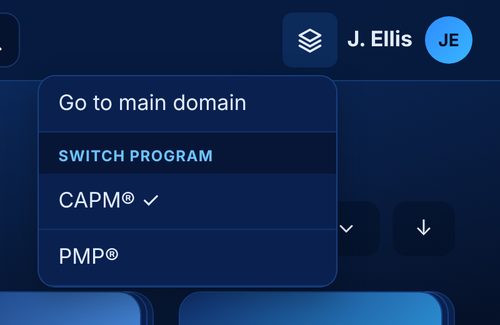 J. Ellis
JE
Go to main domain
SWITCH PROGRAM
CAPM® ✓
PMP®